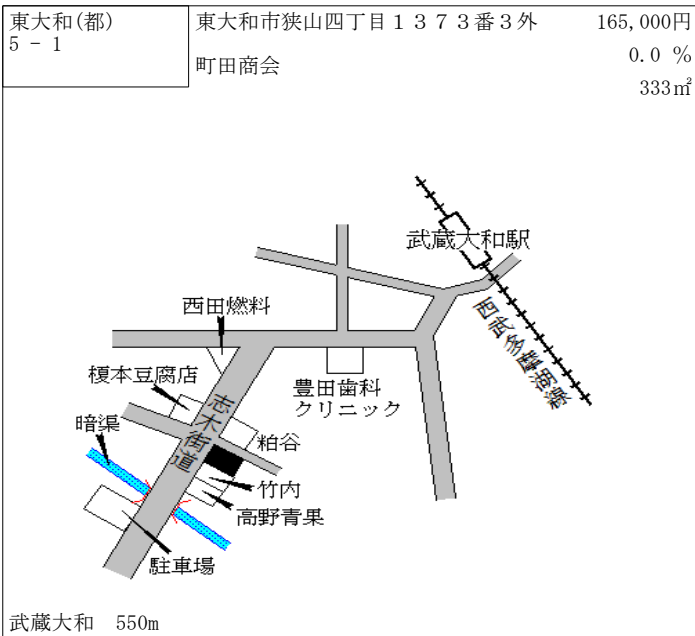 東大和(都)
5 - 1
東大和市狭山四丁目１３７３番３外
165,000円
町田商会
0.0 %
333㎡
武蔵大和駅
西武多摩湖線
西田燃料
榎本豆腐店
豊田歯科
クリニック
志木街道
暗渠
粕谷
竹内
高野青果
駐車場
武蔵大和 550m